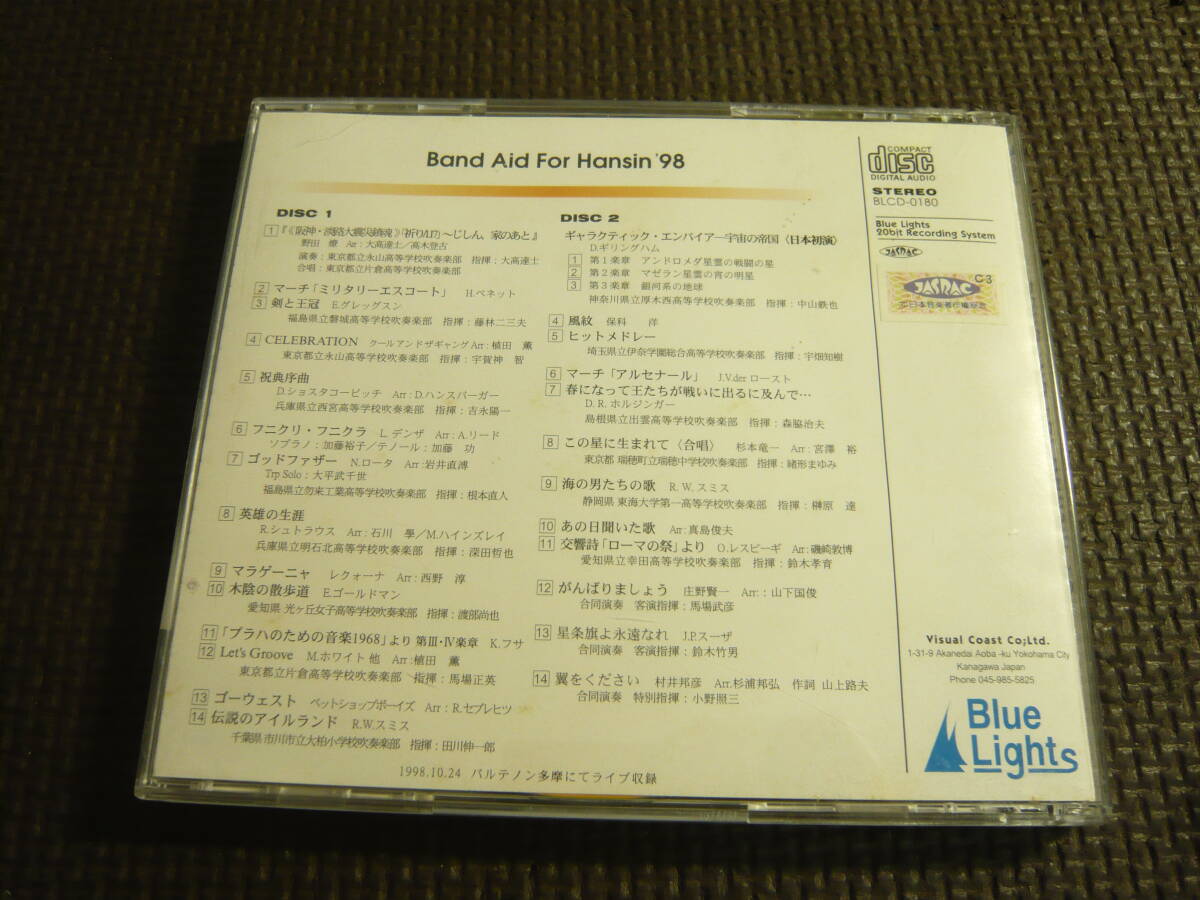 Band Aid For Hansin '98
DISC 1
1 『《阪神・淡路大震災鎮魂》「祈り/A.I?」〜じしん、家のあと』
野田 燎 Ar : 大高達士／高木登古
演奏 : 東京都立永山高等学校吹奏楽部 指揮 : 大高達士
合唱 : 東京都立片倉高等学校吹奏楽部
2 マーチ「ミリタリーエスコート」 H.ベネット
3 剣と王冠 E.グレッグスン
福島県立磐城高等学校吹奏楽部 指揮 : 藤林二三夫
4 CELEBRATION クールアンドザギャング Arr : 植田 薫
東京都立永山高等学校吹奏楽部 指揮 : 宇賀神 智
5 祝典序曲
D.ショスタコービッチ Arr : D.ハンスバーガー
兵庫県立西宮高等学校吹奏楽部 指揮 : 吉永陽一
6 フニクリ・フニクラ L.デンザ Arr : A.リード
ソプラノ : 加藤裕子／テノール : 加藤 功
7 ゴッドファザー N.ロータ Arr : 岩井直溥
Trp Solo : 大平武千世
福島県立勿来工業高等学校吹奏楽部 指揮 : 根本直人
8 英雄の生涯
R.シュトラウス Arr : 石川 學／M.ハインズレイ
兵庫県立明石北高等学校吹奏楽部 指揮 : 深田哲也
9 マラゲーニャ レクォーナ Arr : 西野 淳
10 木陰の散歩道 E.ゴールドマン
愛知県 光ヶ丘女子高等学校吹奏楽部 指揮 : 渡部尚也
11 「プラハのための音楽1968」より 第Ⅲ・Ⅳ楽章 K.フサ
12 Let's Groove M.ホワイト 他 Arr : 植田 薫
東京都立片倉高等学校吹奏楽部 指揮 : 馬場正英
13 ゴーウェスト ペットショップボーイズ Arr : R.セブレヒツ
14 伝説のアイルランド R.W.スミス
千葉県 市川市立大柏小学校吹奏楽部 指揮 : 田川伸一郎
DISC 2
ギャラクティック・エンパイアー宇宙の帝国〈日本初演〉
D.ギリングハム
1 第1楽章 アンドロメダ星雲の戦闘の星
2 第2楽章 マゼラン星雲の宵の明星
3 第3楽章 銀河系の地球
神奈川県立厚木西高等学校吹奏楽部 指揮 : 中山鉄也
4 風紋 保科 洋
5 ヒットメドレー
埼玉県立伊奈学園総合高等学校吹奏楽部 指揮 : 宇畑知樹
6 マーチ「アルセナール」 J.V.der ロースト
7 春になって王たちが戦いに出るに及んで…
D. R. ホルジンガー
島根県立出雲高等学校吹奏楽部 指揮 : 森脇治夫
8 この星に生まれて〈合唱〉 杉本竜一 Arr : 宮澤 裕
東京都 瑞穂町立瑞穂中学校吹奏楽部 指揮 : 緒形まゆみ
9 海の男たちの歌 R. W. スミス
静岡県 東海大学第一高等学校吹奏楽部 指揮 : 榊原 達
10 あの日聞いた歌 Arr : 真島俊夫
11 交響詩「ローマの祭」より O.レスピーギ Ar : 磯崎敦博
愛知県立幸田高等学校吹奏楽部 指揮 : 鈴木孝育
12 がんばりましょう 庄野賢一 Arr: : 山下国俊
合同演奏 客演指揮 : 馬場武彦
13 星条旗よ永遠なれ J.P.スーザ
合同演奏 客演指揮 : 鈴木竹男
14 翼をください 村井邦彦 Arr.杉浦邦弘 作詞 山上路夫
合同演奏 特別指揮 : 小野照三
1998.10.24 パルテノン多摩にてライブ収録
COMPACT
disc
DIGITAL AUDIO
STEREO
BLCD-0180
Blue Lights
20bit Recording System
JASRAC
C3
JASRAC
Visual Coast Co;Ltd.
1-31-9 Akanedai Aoba -ku Yokohama City
Kanagawa Japan
Phone 045-985-5825
Blue
Lights